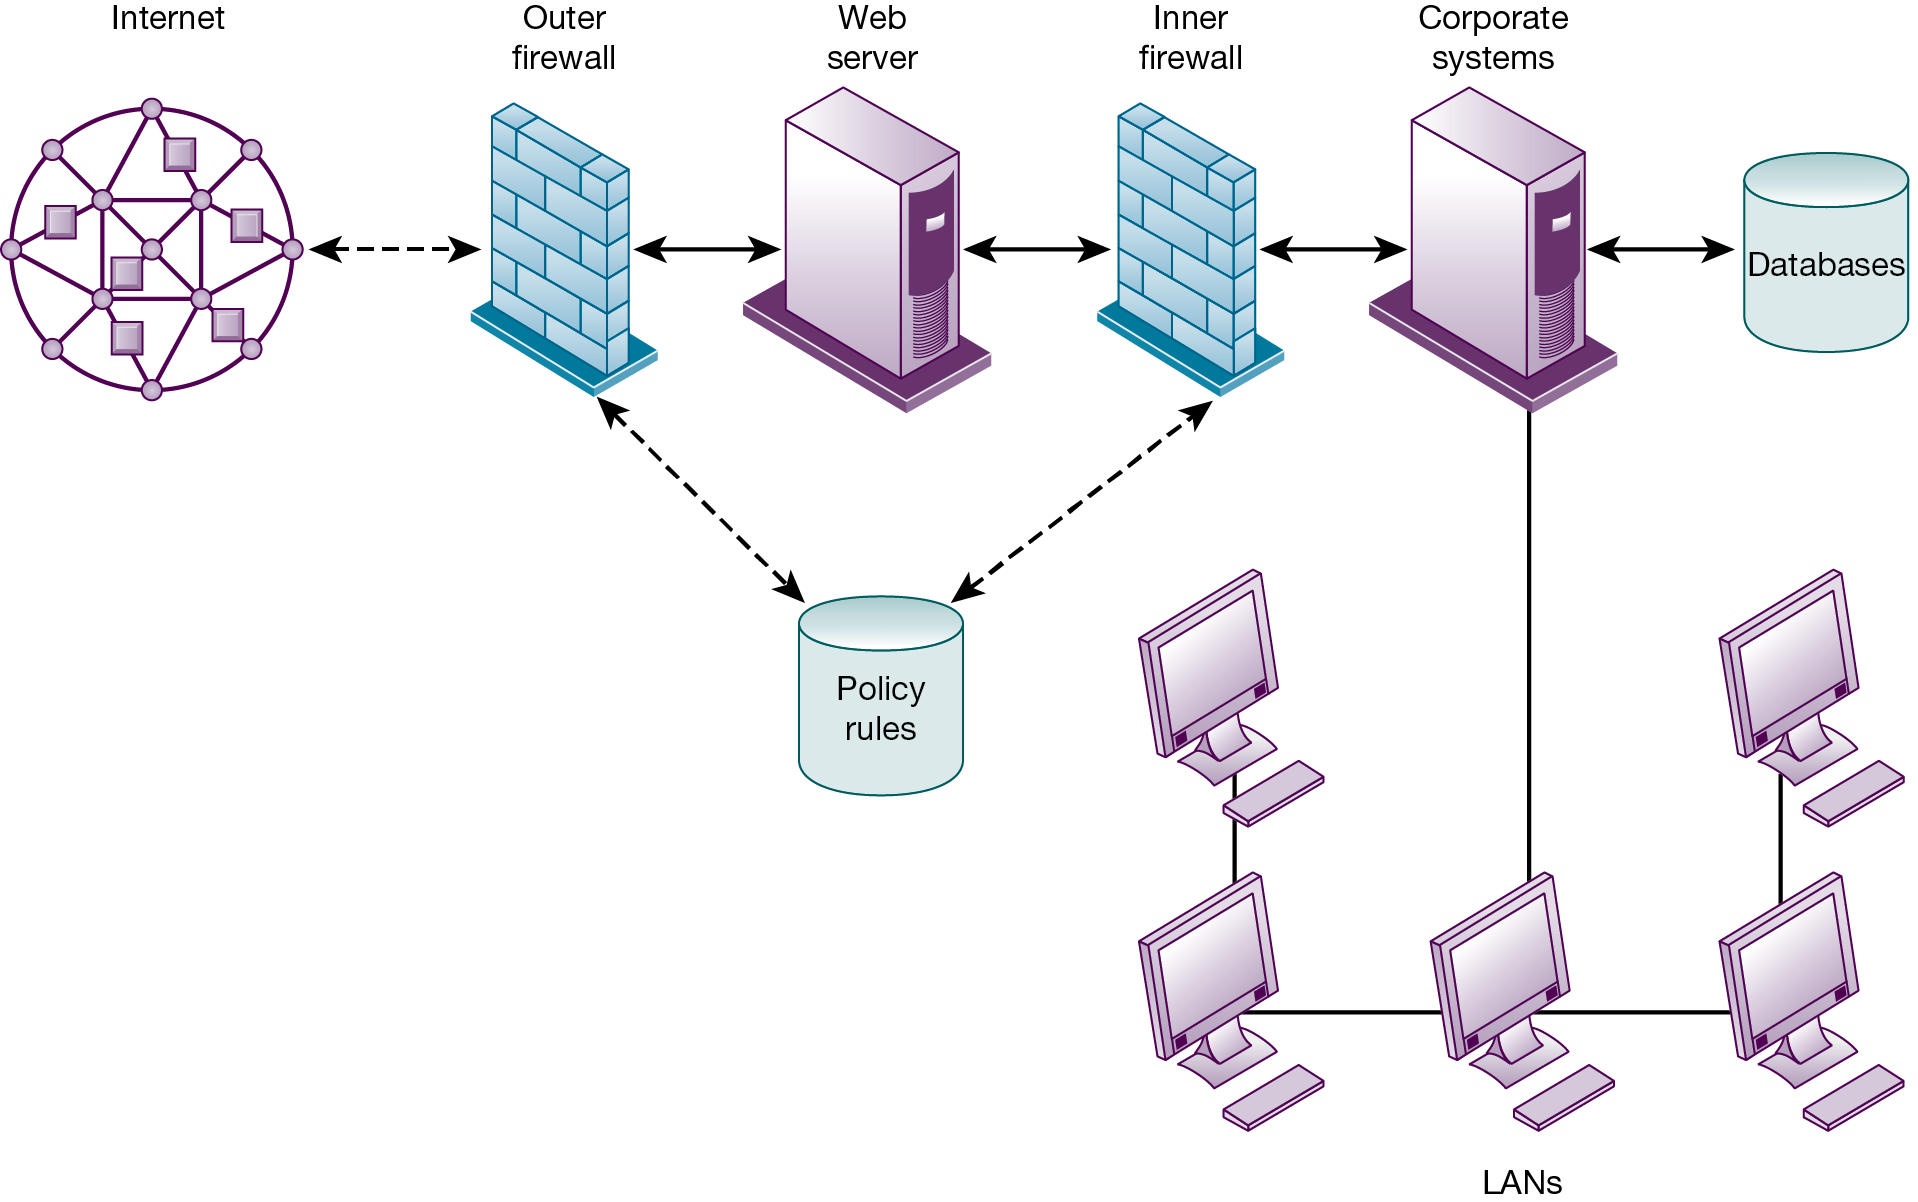 Internet
Outer
firewall
Web
server
Inner
firewall
Corporate
systems
Databases
Policy
rules
LANs